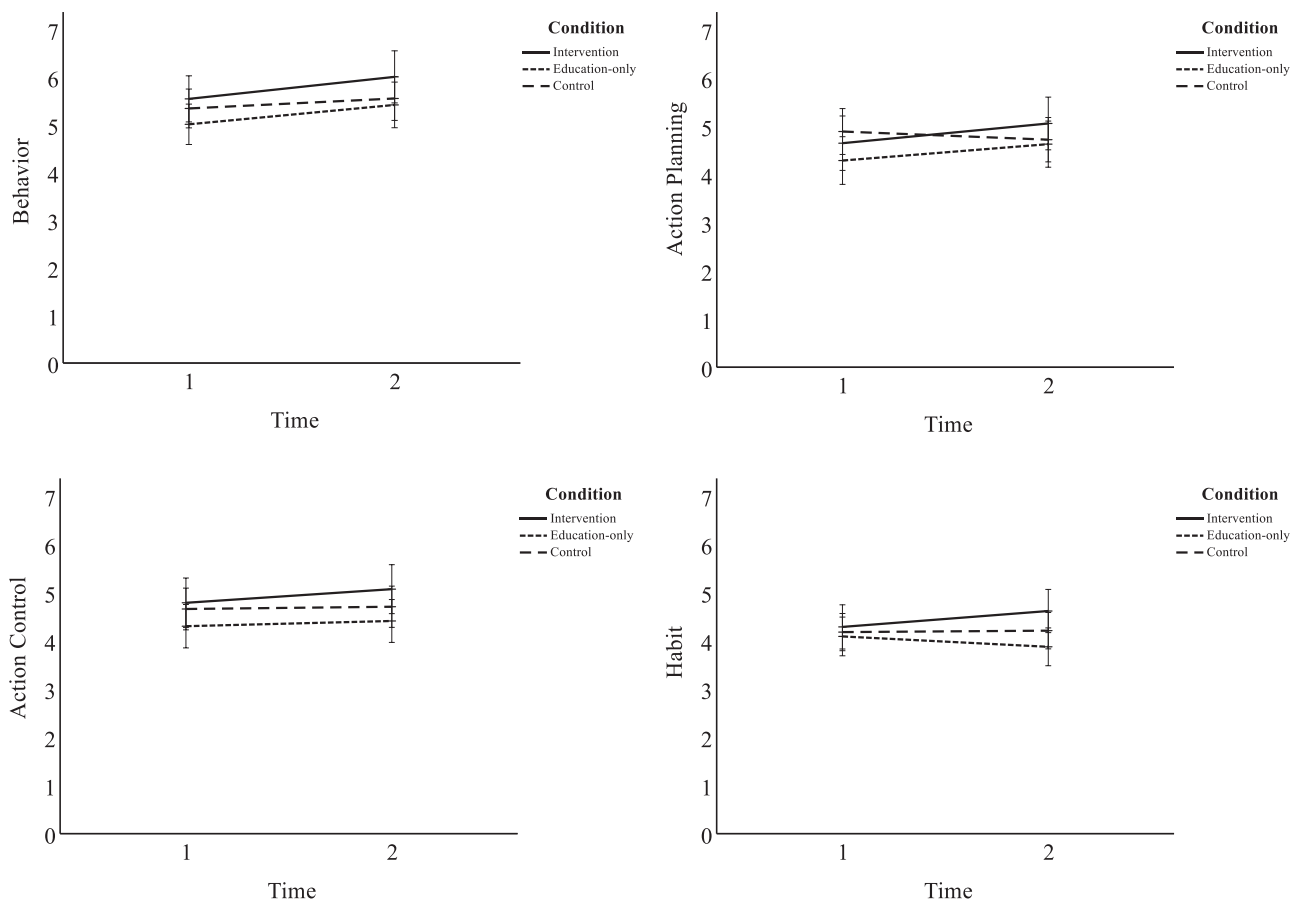 7
6
5
4
3
2
1
0
Behavior
1
2
Time
Condition
Intervention
Education-only
Control
7
6
5
4
3
2
1
0
Action Planning
1
2
Time
Condition
Intervention
Education-only
Control
7
6
5
4
3
2
1
0
Action Control
1
2
Time
Condition
Intervention
Education-only
Control
7
6
5
4
3
2
1
0
Habit
1
2
Time
Condition
Intervention
Education-only
Control